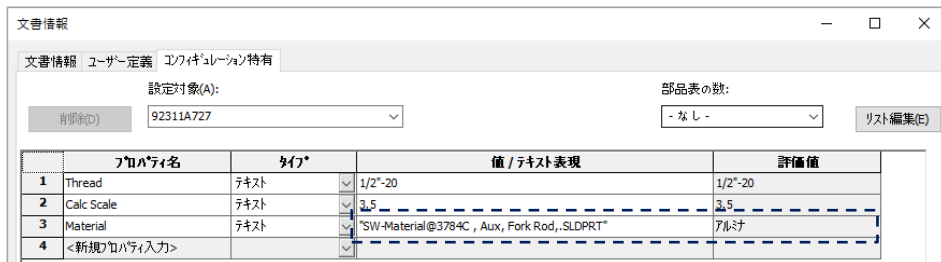 文書情報
文書情報 ユーザー定義 コンフィギュレーション特有
設定対象(A): 部品表の数:
削除(D) 92311A727 - なし - リスト編集(E)
プロパティ名 タイプ 値 / テキスト表現 評価値
1 Thread テキスト 1/2"-20 1/2"-20
2 Calc Scale テキスト 3.5 3.5
3 Material テキスト "SW-Material@3784C , Aux, Fork Rod,.SLDPRT" アルミナ
4 <新規プロパティ入力>